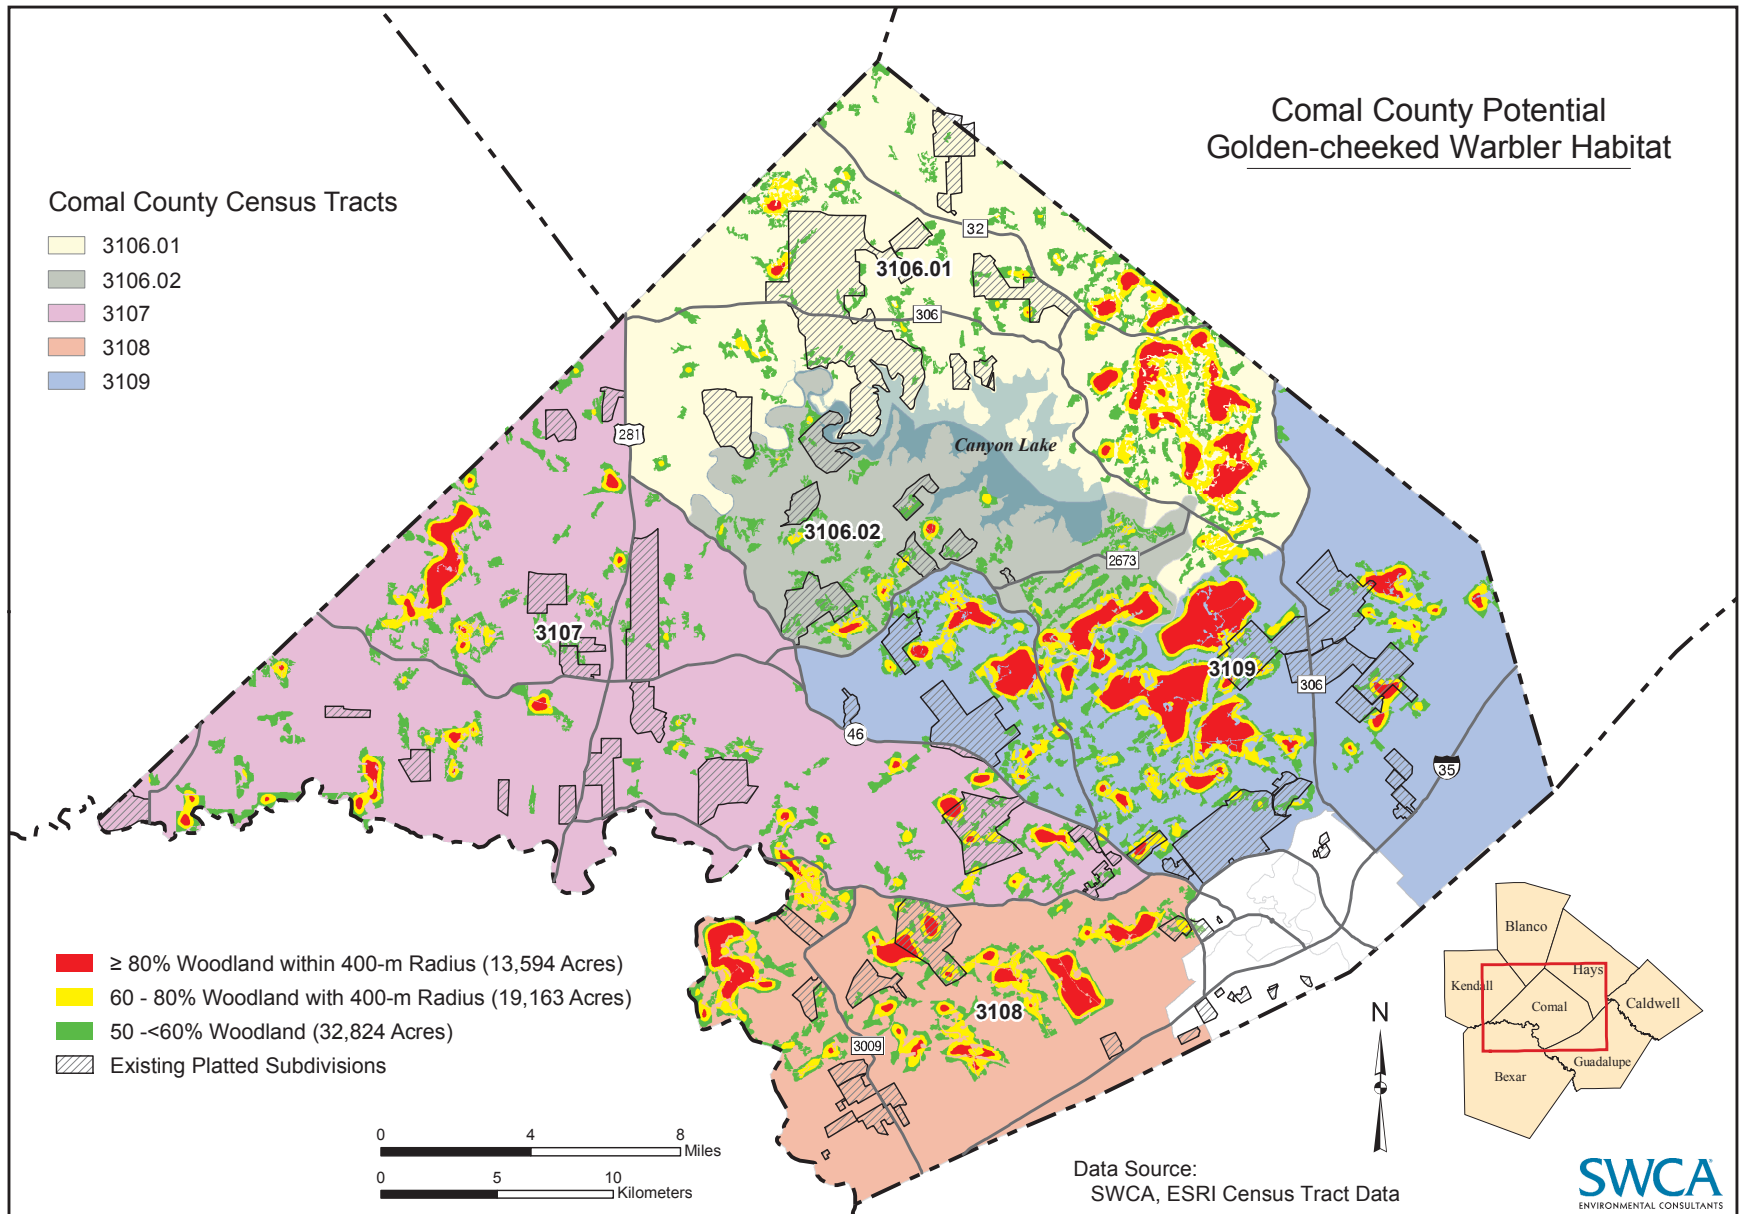 Comal County Potential
Golden-cheeked Warbler Habitat
Comal County Census Tracts
3106.01
3106.02
3107
3108
3109
32
3106.01
306
281
Canyon Lake
3106.02
2673
3107
3109
306
46
35
3108
3009
≥ 80% Woodland within 400-m Radius (13,594 Acres)
60 - 80% Woodland with 400-m Radius (19,163 Acres)
50 -<60% Woodland (32,824 Acres)
Existing Platted Subdivisions
0 4 8
Miles
0 5 10
Kilometers
N
Blanco
Hays
Kendall
Comal
Caldwell
Guadalupe
Bexar
Data Source:
SWCA, ESRI Census Tract Data
SWCA
ENVIRONMENTAL CONSULTANTS